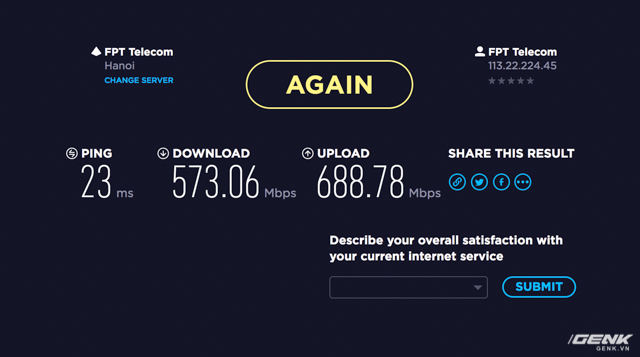 FPT Telecom
Hanoi
CHANGE SERVER
AGAIN
FPT Telecom
113.22.224.45
PING
23 ms
DOWNLOAD
573.06 Mbps
UPLOAD
688.78 Mbps
SHARE THIS RESULT
Describe your overall satisfaction with
your current internet service
SUBMIT
GENK
GENK.VN